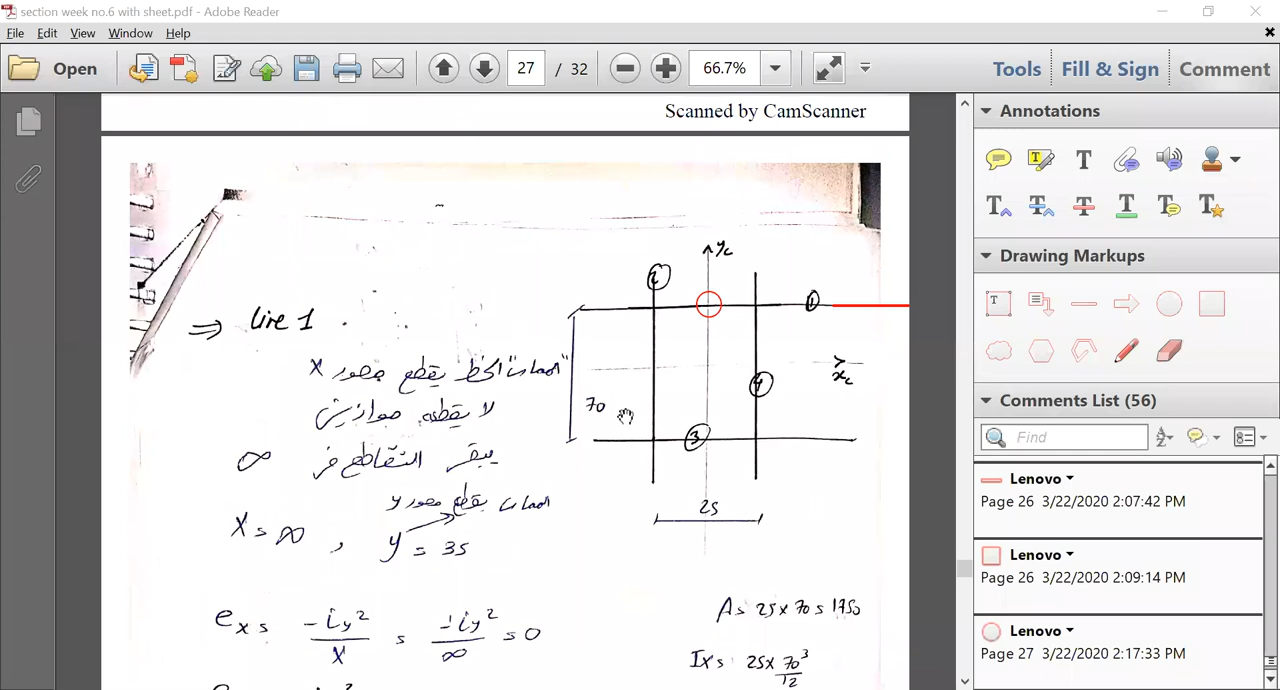 section week no.6 with sheet.pdf - Adobe Reader
File Edit View Window Help
Open
27 / 32
66.7%
Tools Fill & Sign Comment
Scanned by CamScanner
⇒ line 1
الخط يقطع محور x
لا يقطعه موازيش
يبقى التقاطع في ∞
يقطع محور y
x = ∞ , y = 35
ex = -iy²/x = -iy²/∞ = 0
yc
2
1
xc
4
70
3
25
A = 25 x 70 = 1750
Ix = 25 x 70³/12
Annotations
Drawing Markups
Comments List (56)
Find
Lenovo
Page 26 3/22/2020 2:07:42 PM
Lenovo
Page 26 3/22/2020 2:09:14 PM
Lenovo
Page 27 3/22/2020 2:17:33 PM